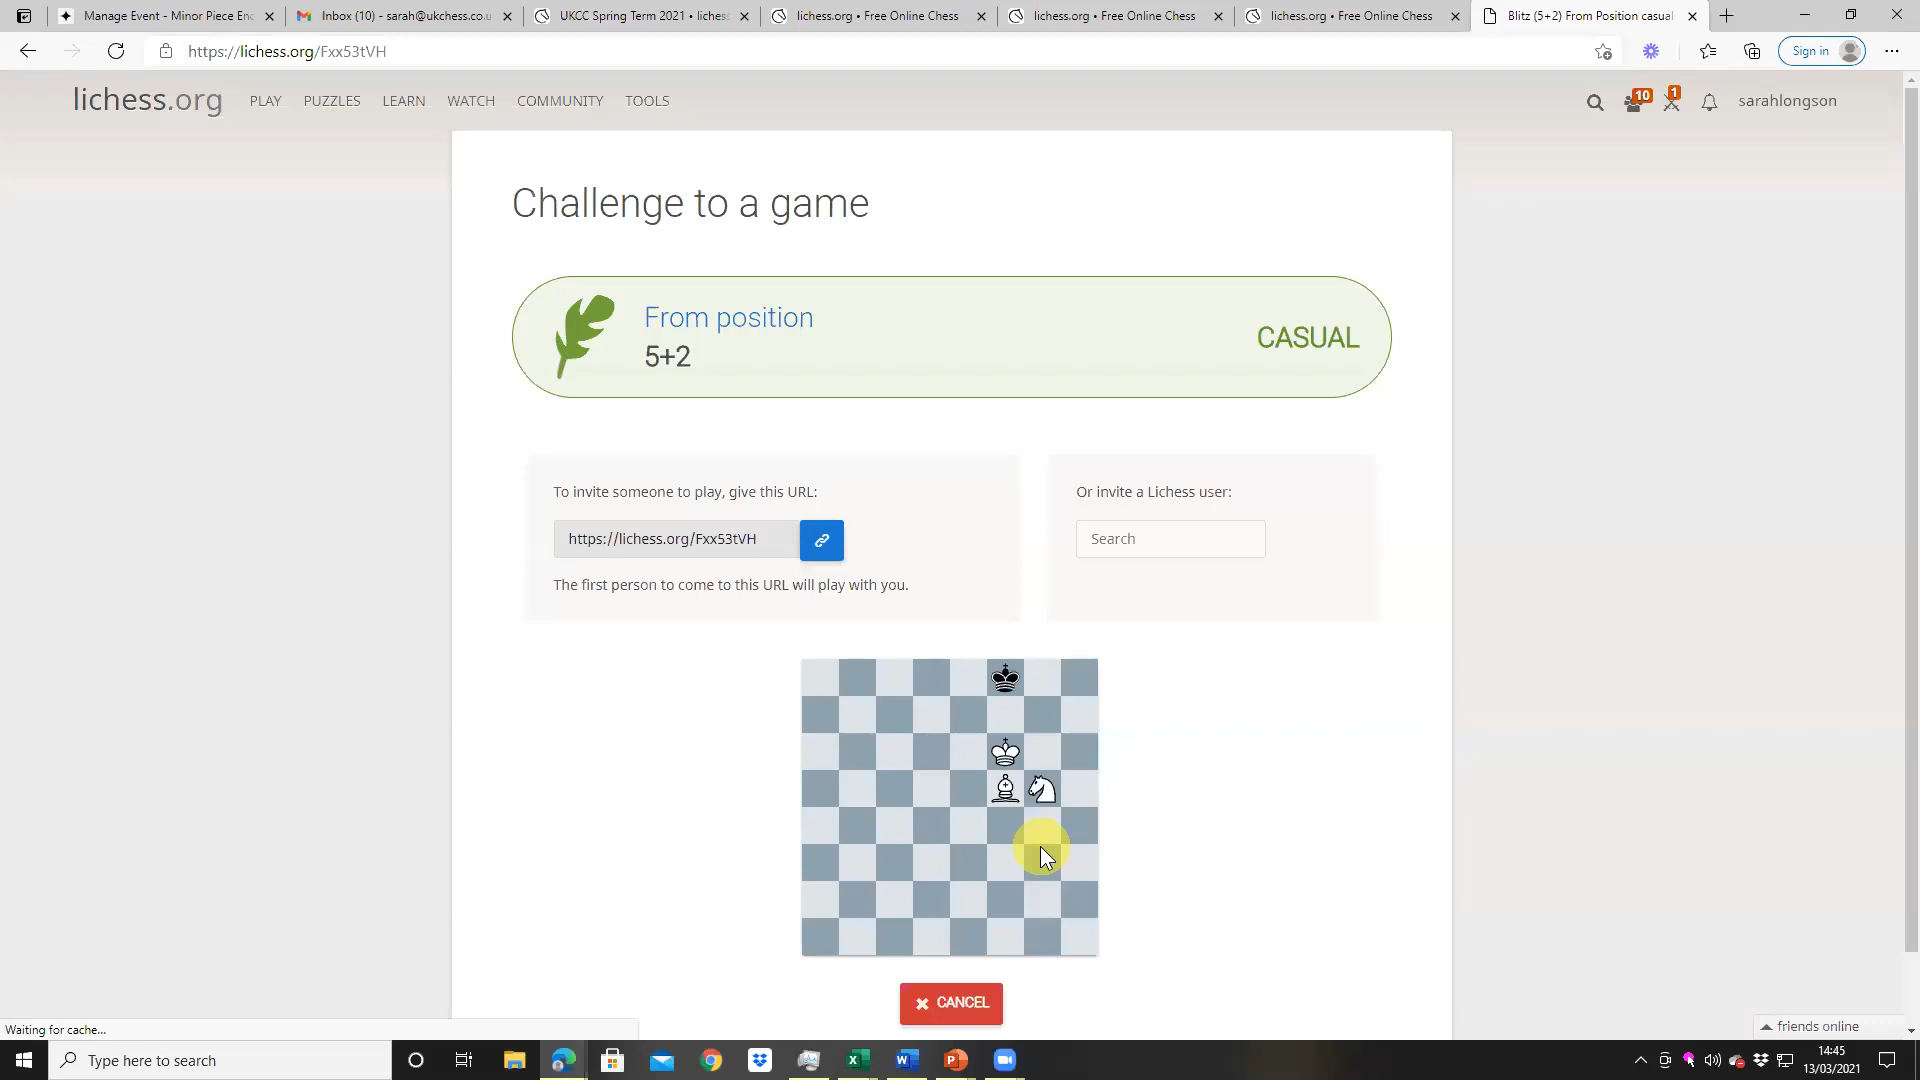 Manage Event - Minor Piece En
Inbox (10) - sarah@ukchess.co.u
UKCC Spring Term 2021 • liches
lichess.org • Free Online Chess
lichess.org • Free Online Chess
lichess.org • Free Online Chess
Blitz (5+2) From Position casual
https://lichess.org/Fxx53tVH
Sign in
lichess.org
PLAY
PUZZLES
LEARN
WATCH
COMMUNITY
TOOLS
10
1
sarahlongson
Challenge to a game
From position
5+2
CASUAL
To invite someone to play, give this URL:
https://lichess.org/Fxx53tVH
The first person to come to this URL will play with you.
Or invite a Lichess user:
Search
CANCEL
Waiting for cache...
friends online
Type here to search
14:45
13/03/2021